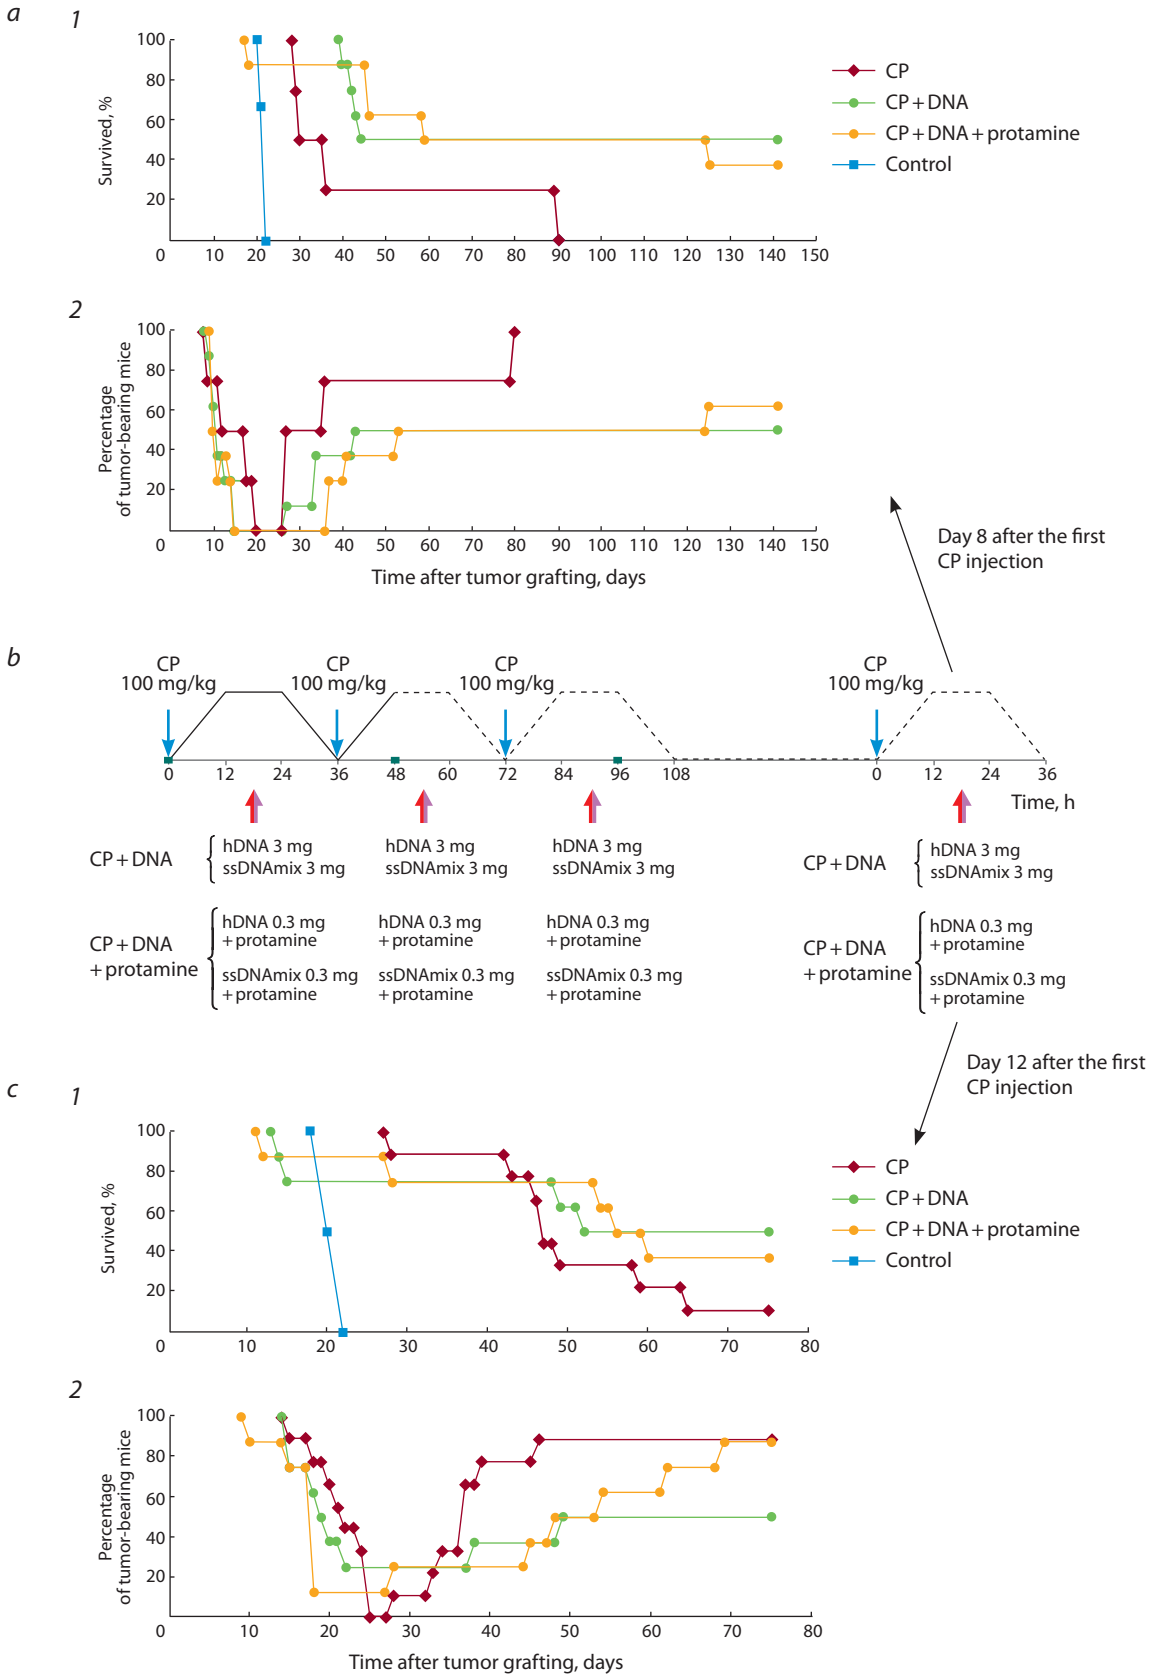 a
1
100
80
60
40
20
0
Survived, %
10 20 30 40 50 60 70 80 90 100 110 120 130 140 150
CP
CP + DNA
CP + DNA + protamine
Control
2
100
80
60
40
20
0
Percentage
of tumor-bearing mice
10 20 30 40 50 60 70 80 90 100 110 120 130 140 150
Time after tumor grafting, days
Day 8 after the first
CP injection
b
CP
100 mg/kg
CP
100 mg/kg
CP
100 mg/kg
CP
100 mg/kg
0 12 24 36 48 60 72 84 96 108 0 12 24 36
Time, h
CP + DNA
hDNA 3 mg
ssDNAmix 3 mg
hDNA 3 mg
ssDNAmix 3 mg
hDNA 3 mg
ssDNAmix 3 mg
CP + DNA
hDNA 3 mg
ssDNAmix 3 mg
CP + DNA
+ protamine
hDNA 0.3 mg
+ protamine
ssDNAmix 0.3 mg
+ protamine
hDNA 0.3 mg
+ protamine
ssDNAmix 0.3 mg
+ protamine
hDNA 0.3 mg
+ protamine
ssDNAmix 0.3 mg
+ protamine
CP + DNA
+ protamine
hDNA 0.3 mg
+ protamine
ssDNAmix 0.3 mg
+ protamine
Day 12 after the first
CP injection
c
1
100
80
60
40
20
0
Survived, %
10 20 30 40 50 60 70 80
CP
CP + DNA
CP + DNA + protamine
Control
2
100
80
60
40
20
0
Percentage
of tumor-bearing mice
10 20 30 40 50 60 70 80
Time after tumor grafting, days